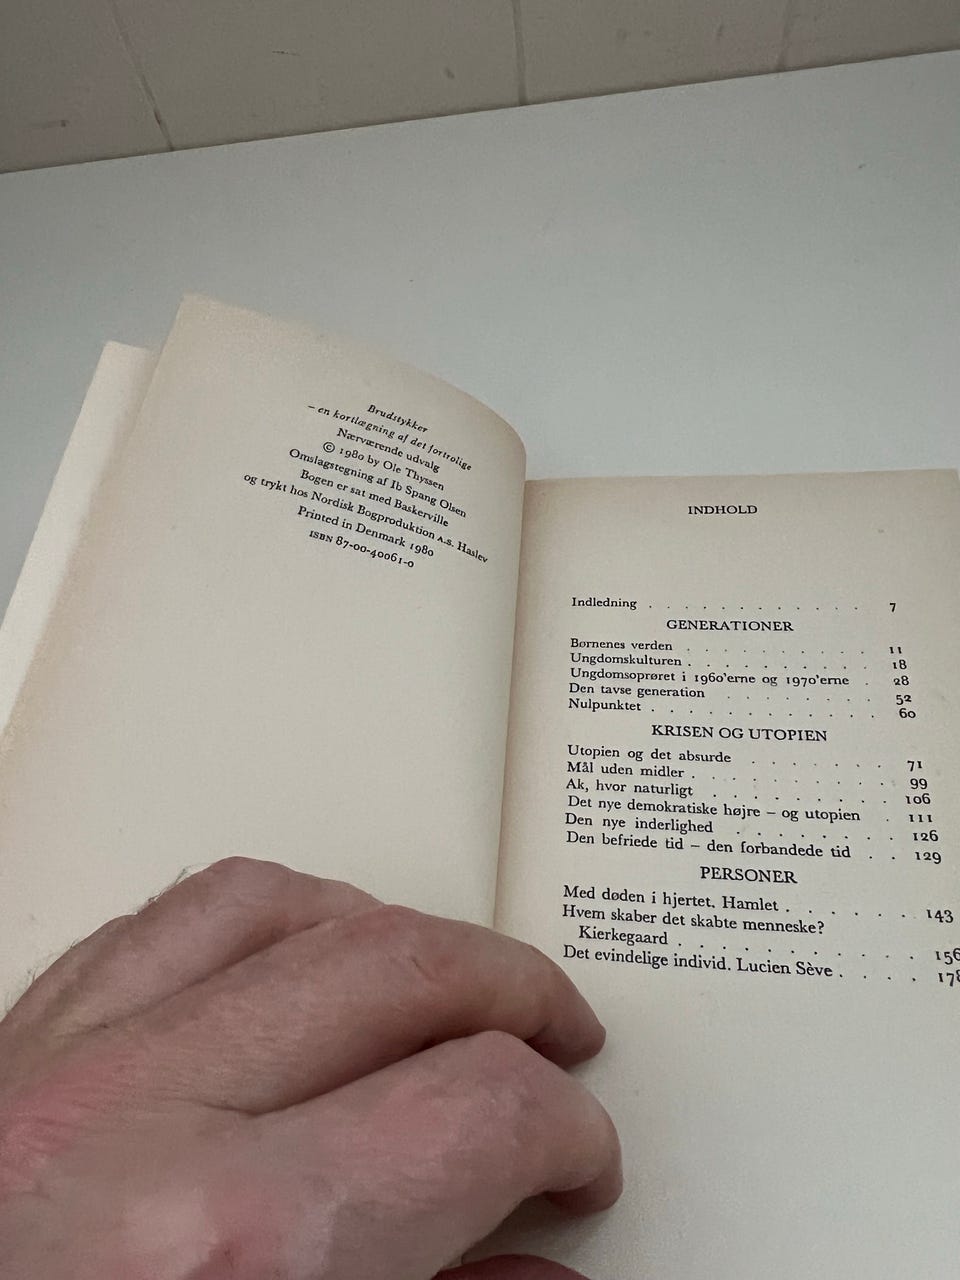 Brudstykker
– en kortlægning af det fortrolige
Nærværende udvalg
© 1980 by Ole Thyssen
Omslagstegning af Ib Spang Olsen
Bogen er sat med Baskerville
og trykt hos Nordisk Bogproduktion A.S. Haslev
Printed in Denmark 1980
ISBN 87-00-40061-0
INDHOLD
Indledning . . . . . . . . . . . . 7
GENERATIONER
Børnenes verden . . . . . . . . . 11
Ungdomskulturen . . . . . . . . . 18
Ungdomsoprøret i 1960'erne og 1970'erne . 28
Den tavse generation . . . . . . . 52
Nulpunktet . . . . . . . . . . . 60
KRISEN OG UTOPIEN
Utopien og det absurde . . . . . . 71
Mål uden midler . . . . . . . . . 99
Ak, hvor naturligt . . . . . . . . 106
Det nye demokratiske højre – og utopien . 111
Den nye inderlighed . . . . . . . 126
Den befriede tid – den forbandede tid . . 129
PERSONER
Med døden i hjertet. Hamlet . . . . . . 143
Hvem skaber det skabte menneske?
Kierkegaard . . . . . . . . . 156
Det evindelige individ. Lucien Sève . . . . 178